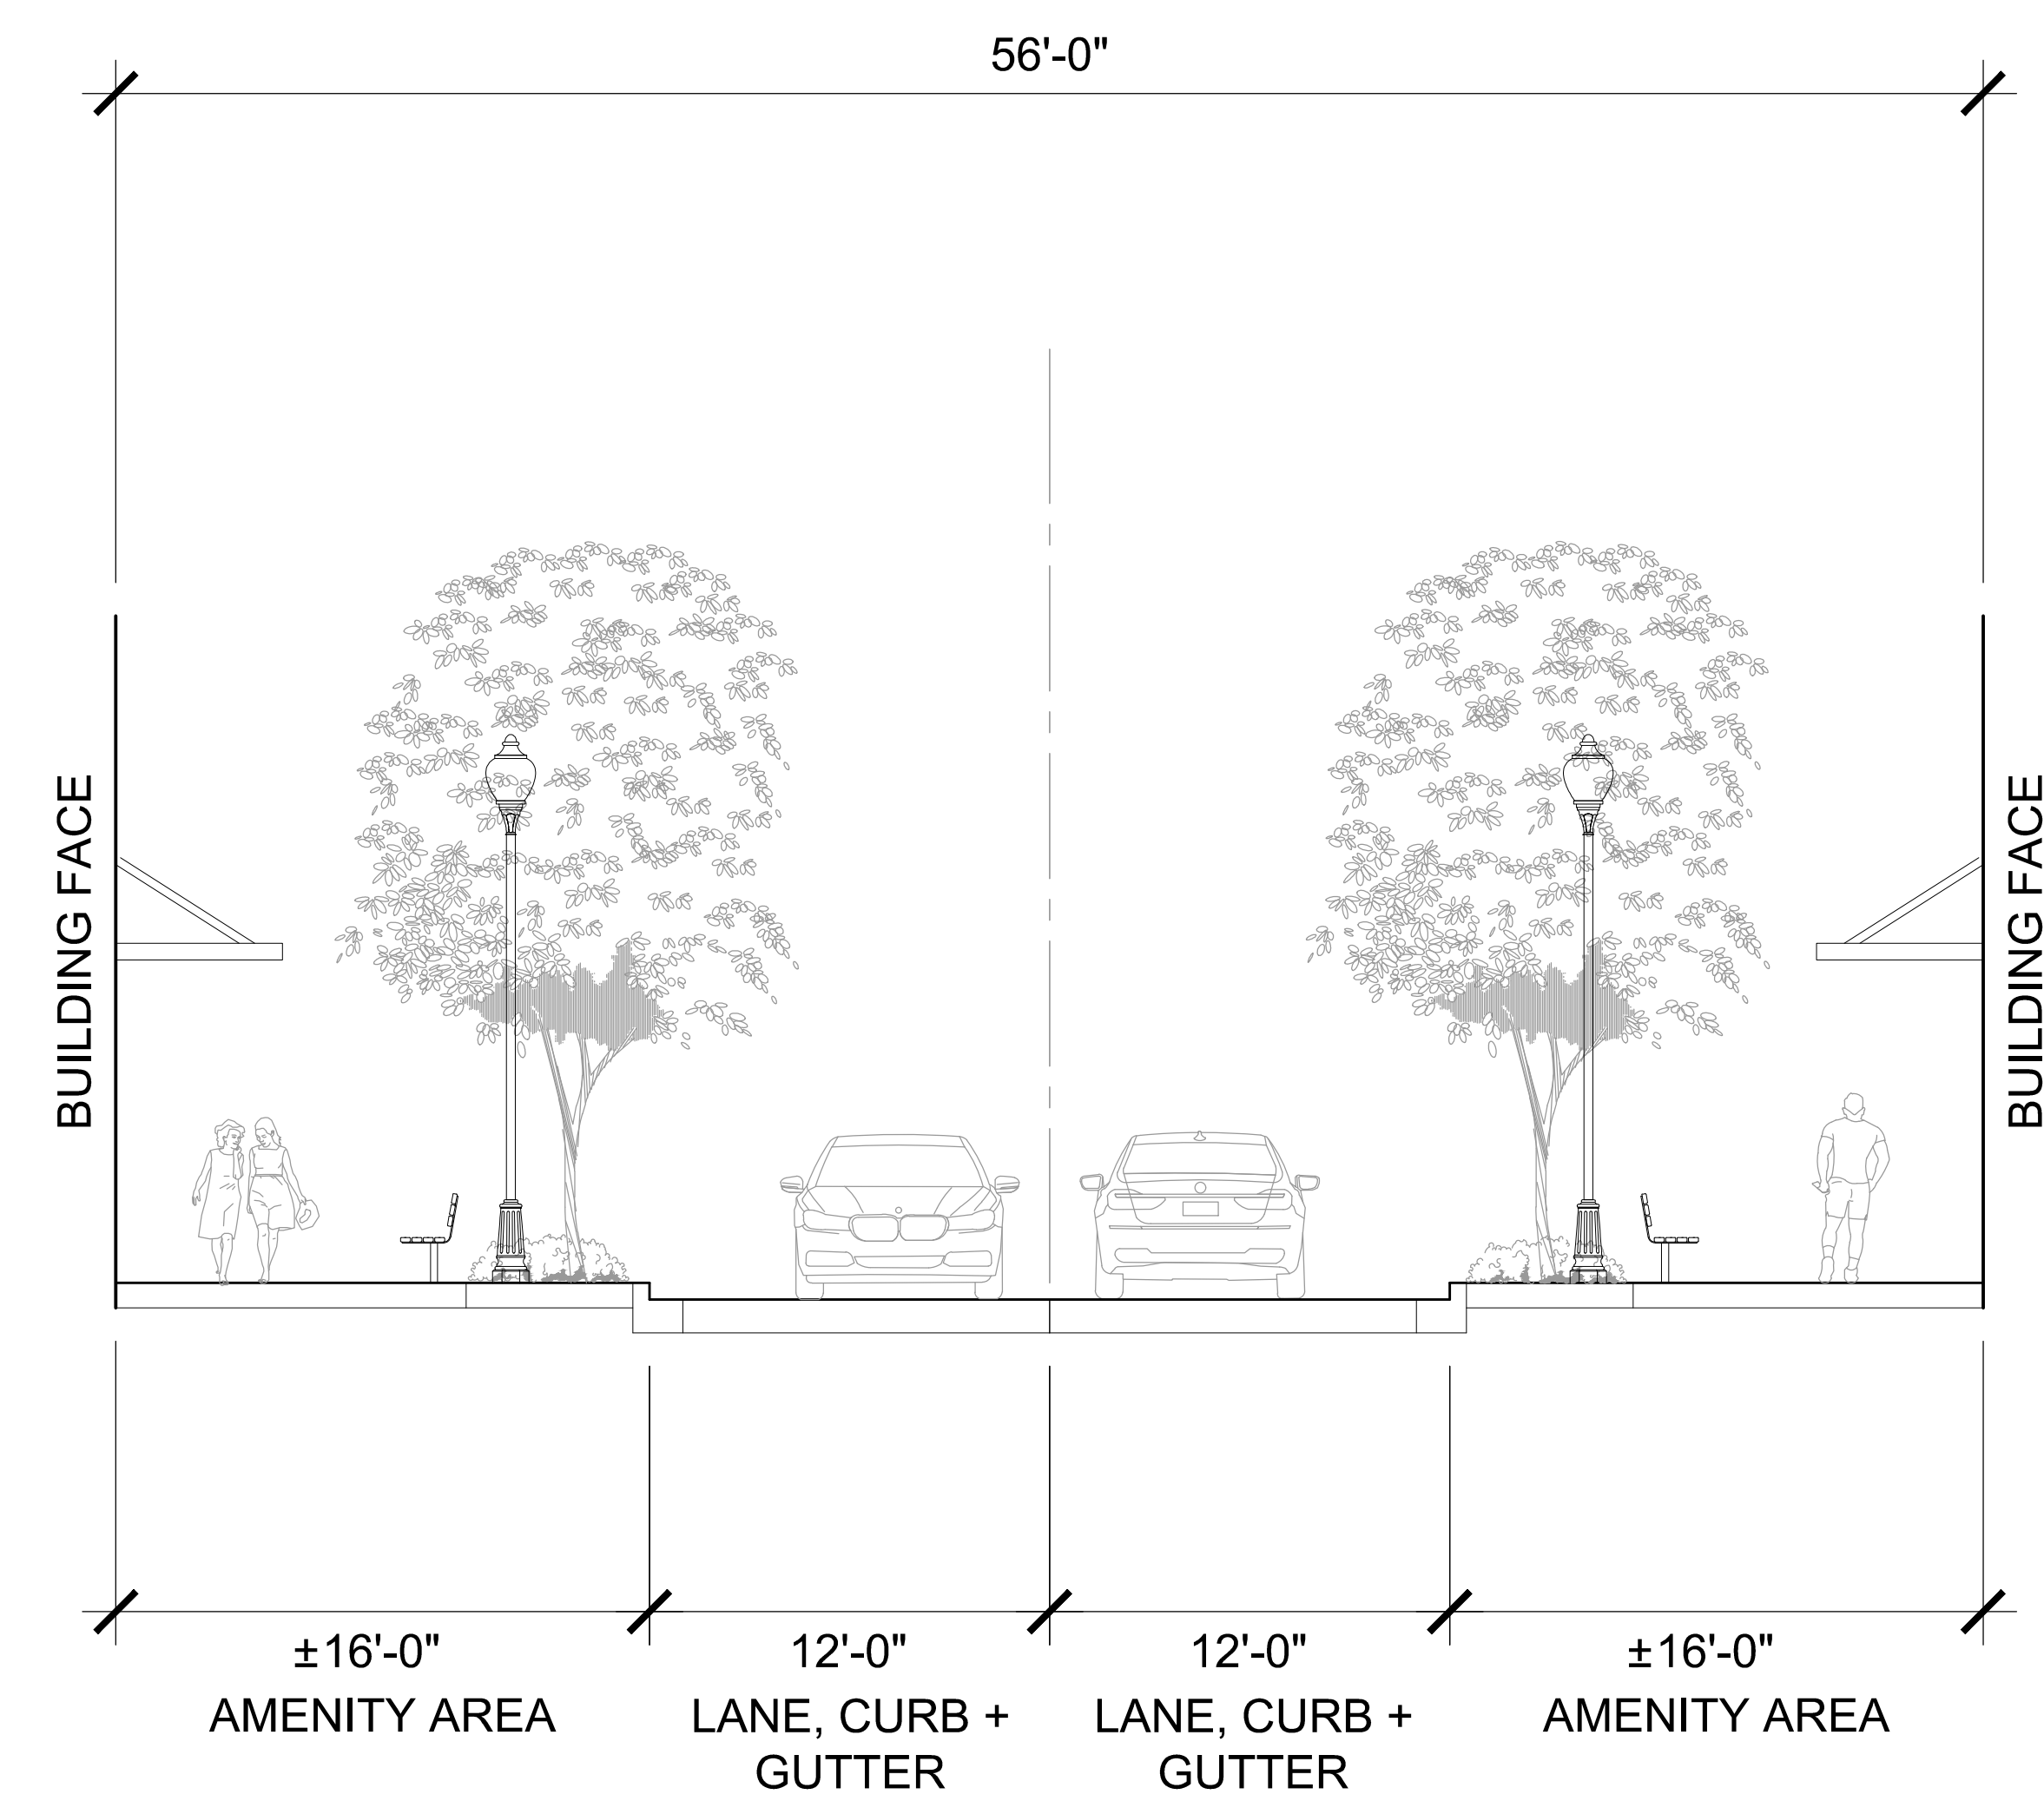 56'-0"
BUILDING FACE
BUILDING FACE
±16'-0"
AMENITY AREA
12'-0"
LANE, CURB +
GUTTER
12'-0"
LANE, CURB +
GUTTER
±16'-0"
AMENITY AREA